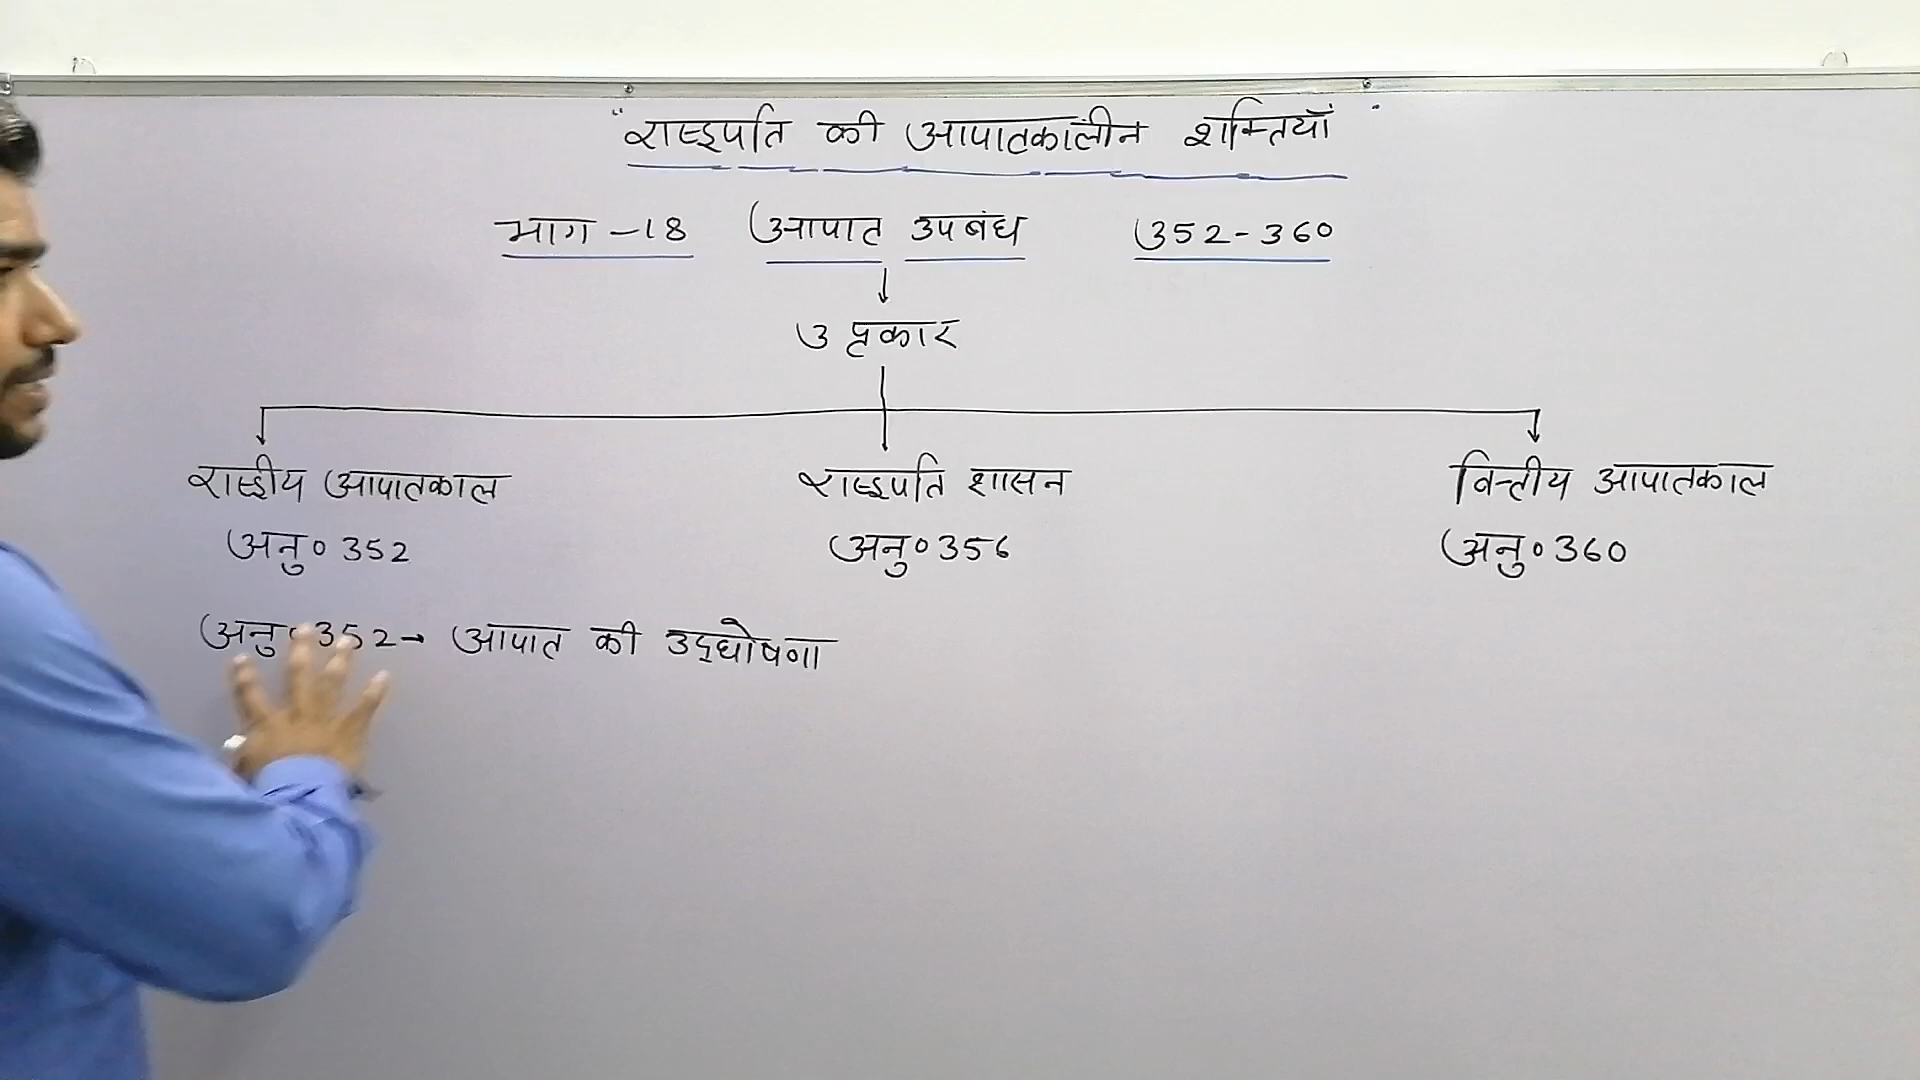 "राष्ट्रपति की आपातकालीन शक्तियाँ"
भाग -18 आपात उपबंध 352-360
3 प्रकार
राष्ट्रीय आपातकाल राष्ट्रपति शासन वित्तीय आपातकाल
अनु० 352 अनु० 356 अनु० 360
अनु० 352→ आपात की उद्घोषणा